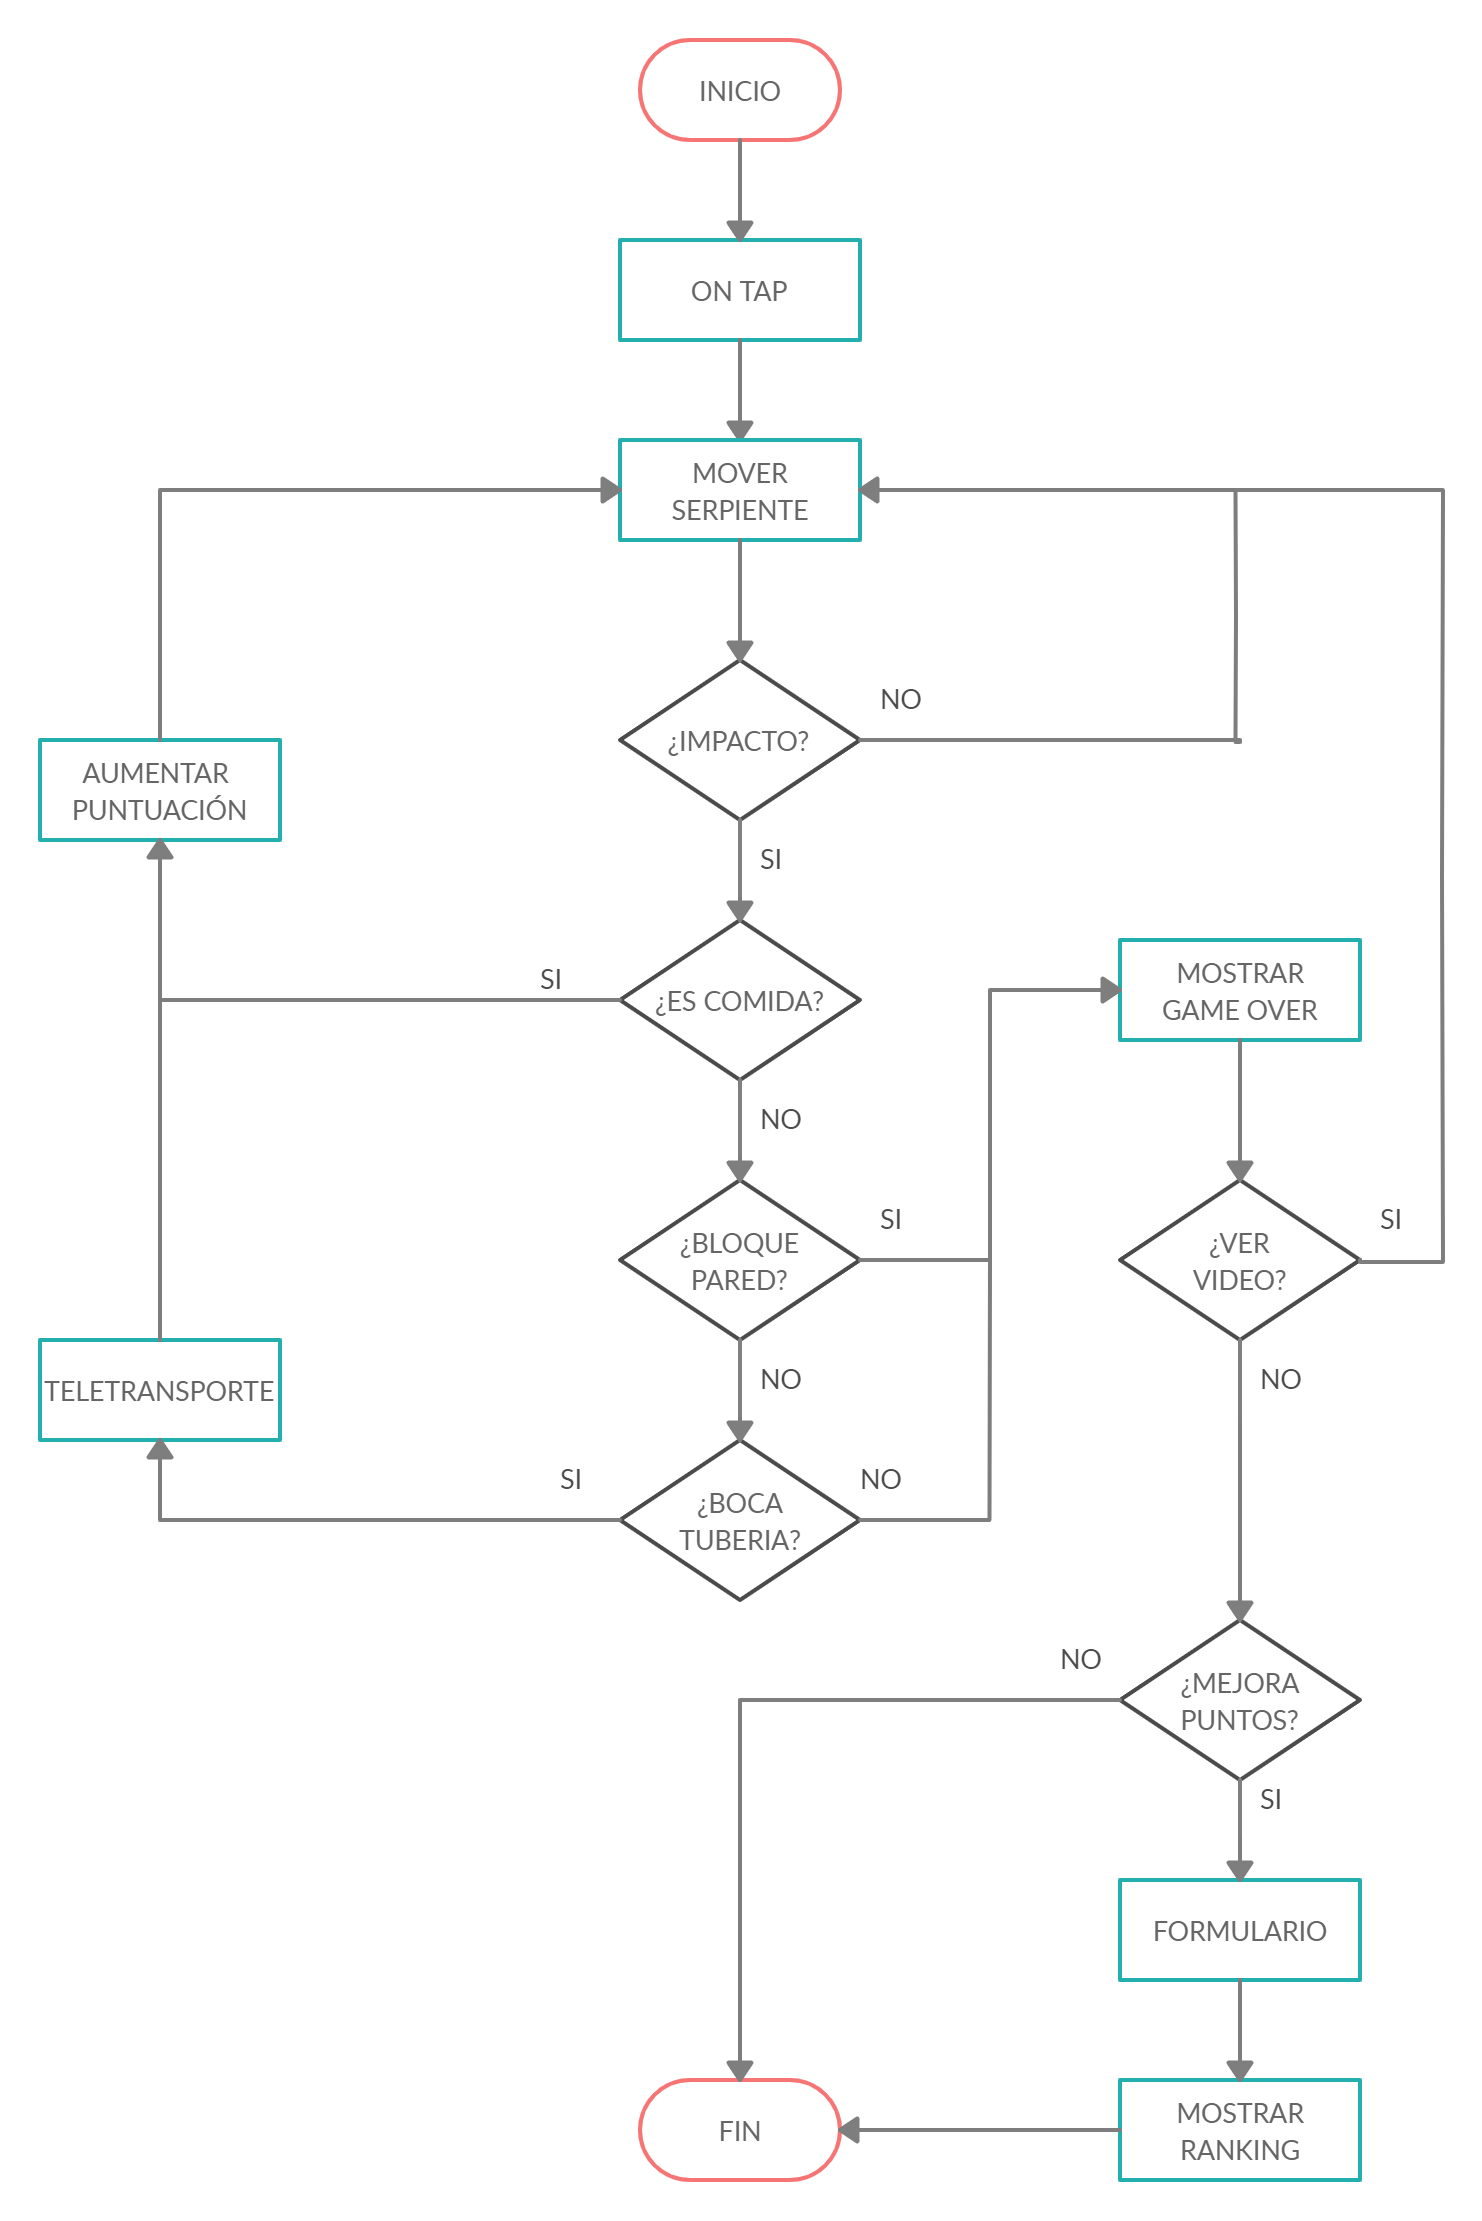 INICIO
ON TAP
MOVER
SERPIENTE
¿IMPACTO?
NO
AUMENTAR
PUNTUACIÓN
SI
¿ES COMIDA?
SI
NO
MOSTRAR
GAME OVER
¿BLOQUE
PARED?
SI
NO
¿VER
VIDEO?
SI
NO
TELETRANSPORTE
¿BOCA
TUBERIA?
SI
NO
¿MEJORA
PUNTOS?
NO
SI
FORMULARIO
MOSTRAR
RANKING
FIN